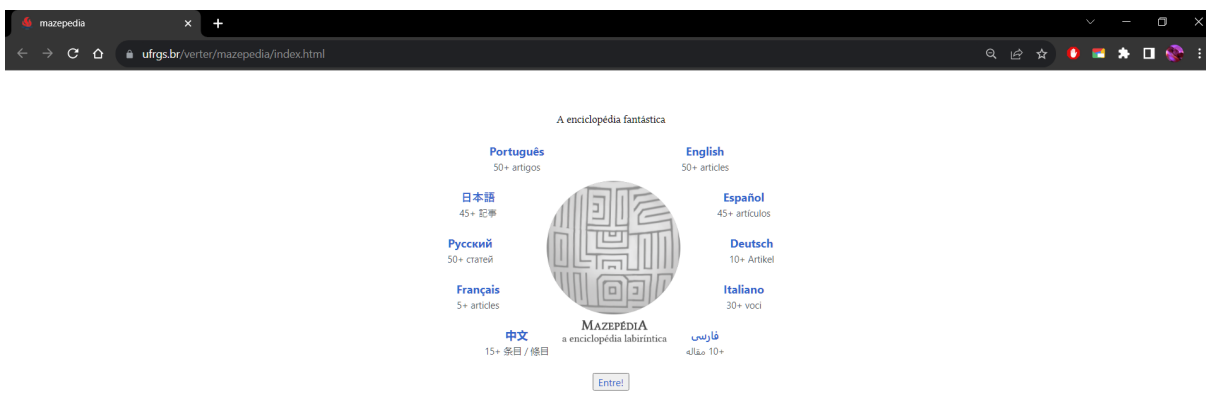 mazepedia
ufrgs.br/verter/mazepedia/index.html
A enciclopédia fantástica
Português English
50+ artigos 50+ articles
日本語 Español
45+ 記事 45+ artículos
Русский Deutsch
50+ статей 10+ Artikel
Français Italiano
5+ articles 30+ voci
MAZEPÉDIA
a enciclopédia labiríntica
中文 فارسی
15+ 条目 / 條目 10+ مقاله
Entre!